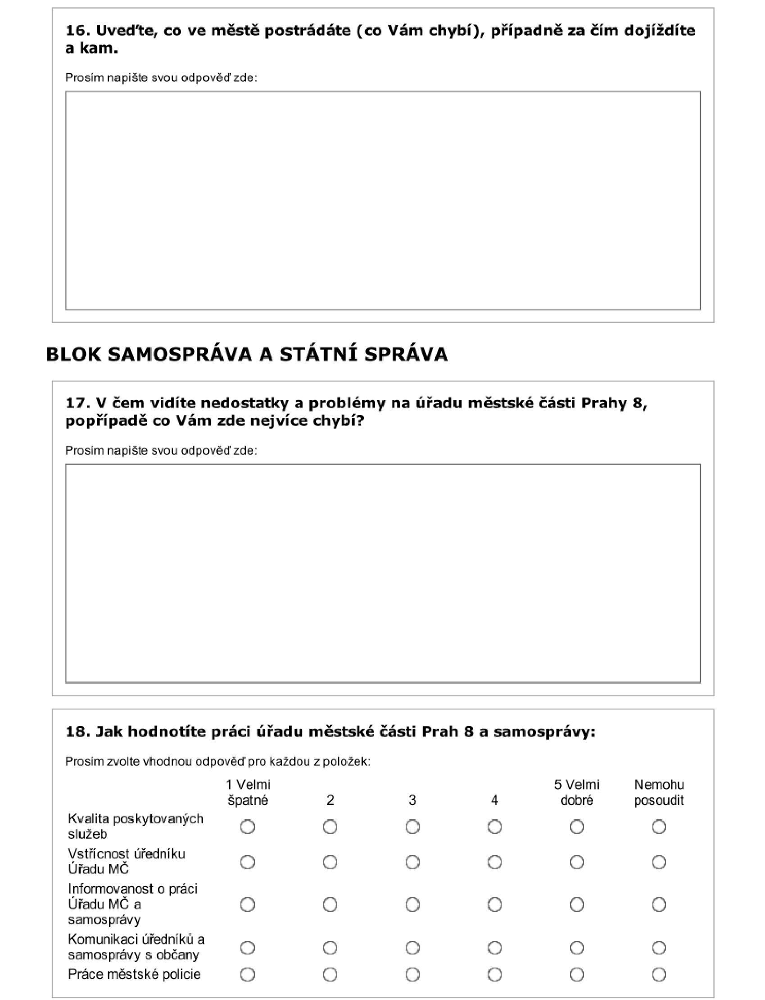 16. Uveďte, co ve městě postrádáte (co Vám chybí), případně za čím dojíždíte
a kam.
Prosím napište svou odpověď zde:
BLOK SAMOSPRÁVA A STÁTNÍ SPRÁVA
17. V čem vidíte nedostatky a problémy na úřadu městské části Prahy 8,
popřípadě co Vám zde nejvíce chybí?
Prosím napište svou odpověď zde:
18. Jak hodnotíte práci úřadu městské části Prah 8 a samosprávy:
Prosím zvolte vhodnou odpověď pro každou z položek:
1 Velmi 5 Velmi Nemohu
špatné 2 3 4 dobré posoudit
Kvalita poskytovaných
služeb
Vstřícnost úředníku
Úřadu MČ
Informovanost o práci
Úřadu MČ a
samosprávy
Komunikaci úředníků a
samosprávy s občany
Práce městské policie